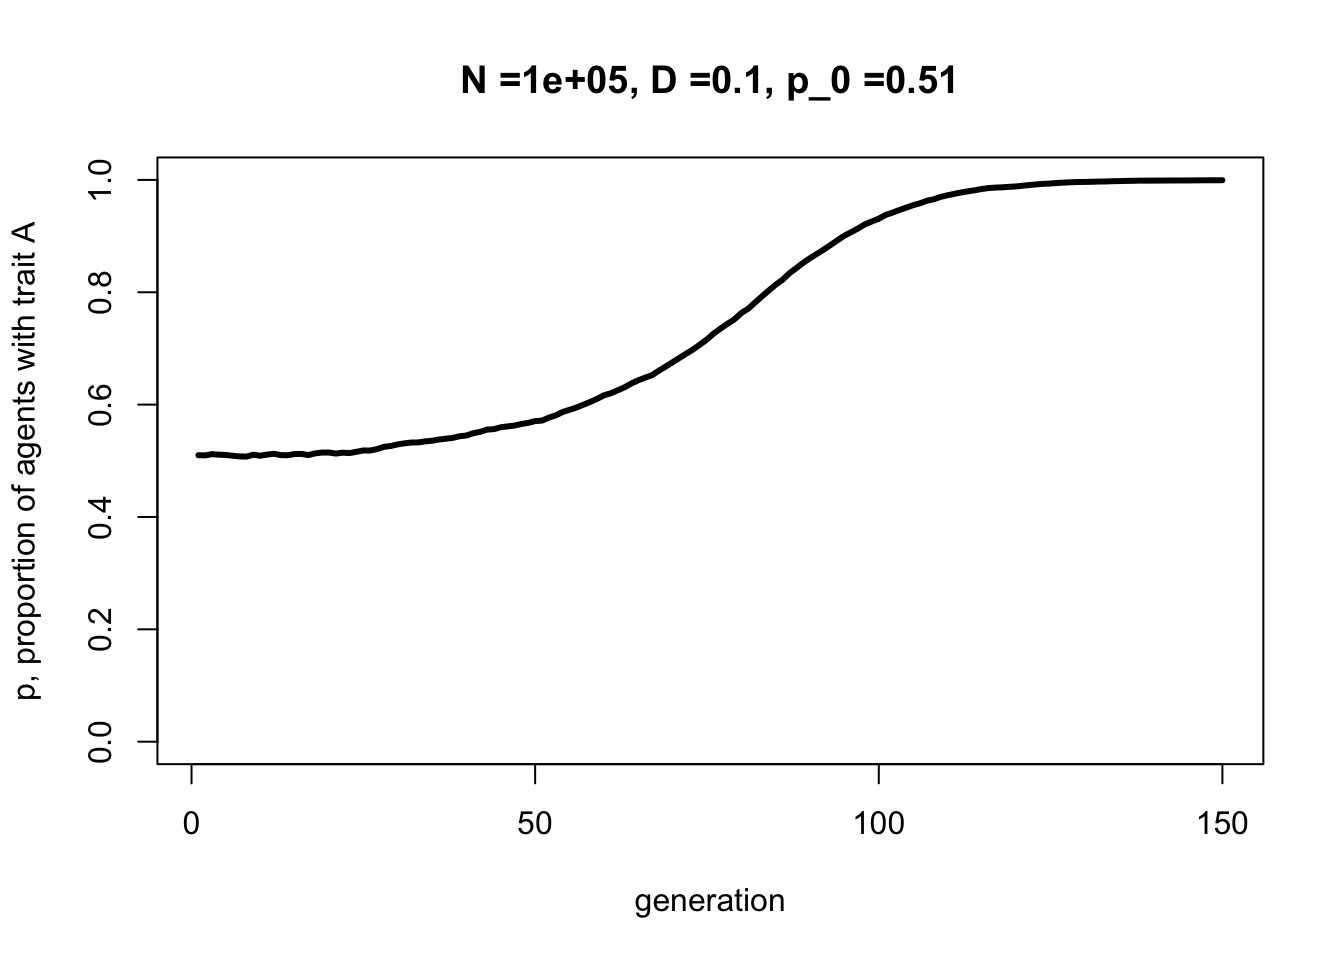 N =1e+05, D =0.1, p_0 =0.51
p, proportion of agents with trait A
1.0
0.8
0.6
0.4
0.2
0.0
0 50 100 150
generation